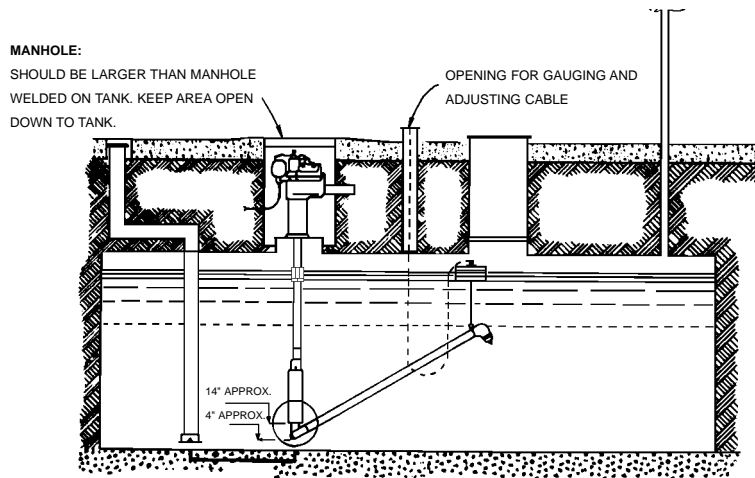 MANHOLE:
SHOULD BE LARGER THAN MANHOLE
WELDED ON TANK. KEEP AREA OPEN
DOWN TO TANK.
OPENING FOR GAUGING AND
ADJUSTING CABLE
14" APPROX.
4" APPROX.